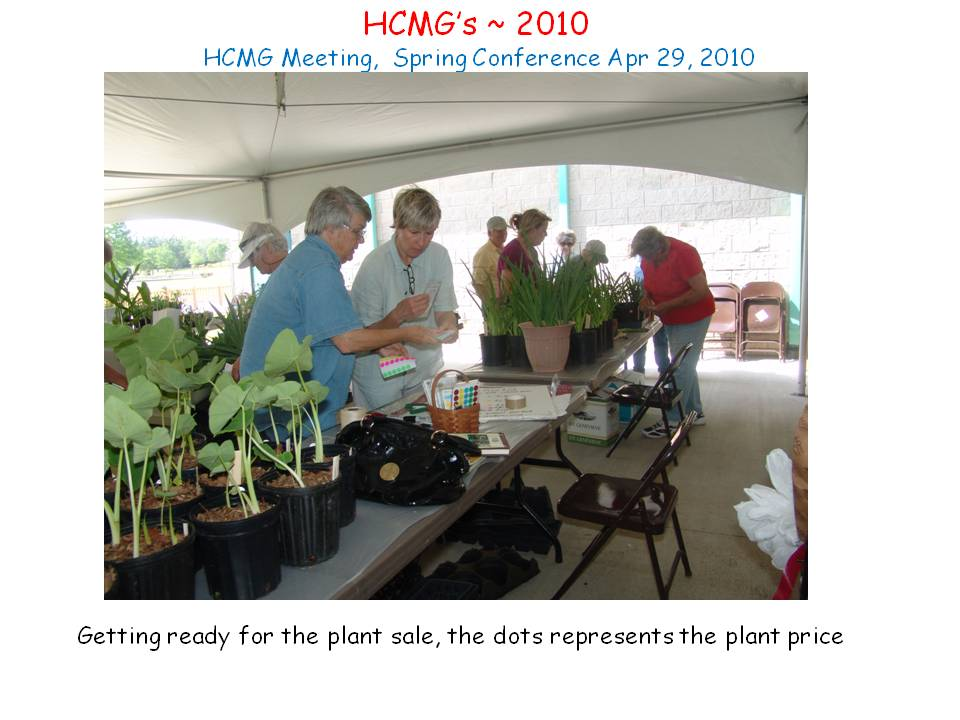 HCMG's ~ 2010
HCMG Meeting, Spring Conference Apr 29, 2010
Getting ready for the plant sale, the dots represents the plant price